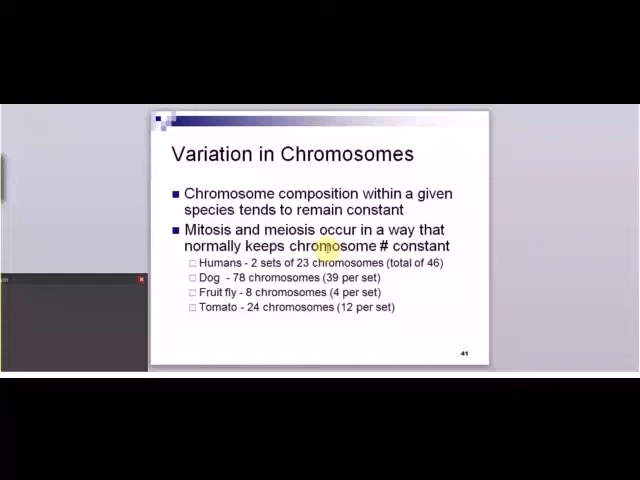 Variation in Chromosomes
■ Chromosome composition within a given
species tends to remain constant
■ Mitosis and meiosis occur in a way that
normally keeps chromosome # constant
□ Humans - 2 sets of 23 chromosomes (total of 46)
□ Dog - 78 chromosomes (39 per set)
□ Fruit fly - 8 chromosomes (4 per set)
□ Tomato - 24 chromosomes (12 per set)
41